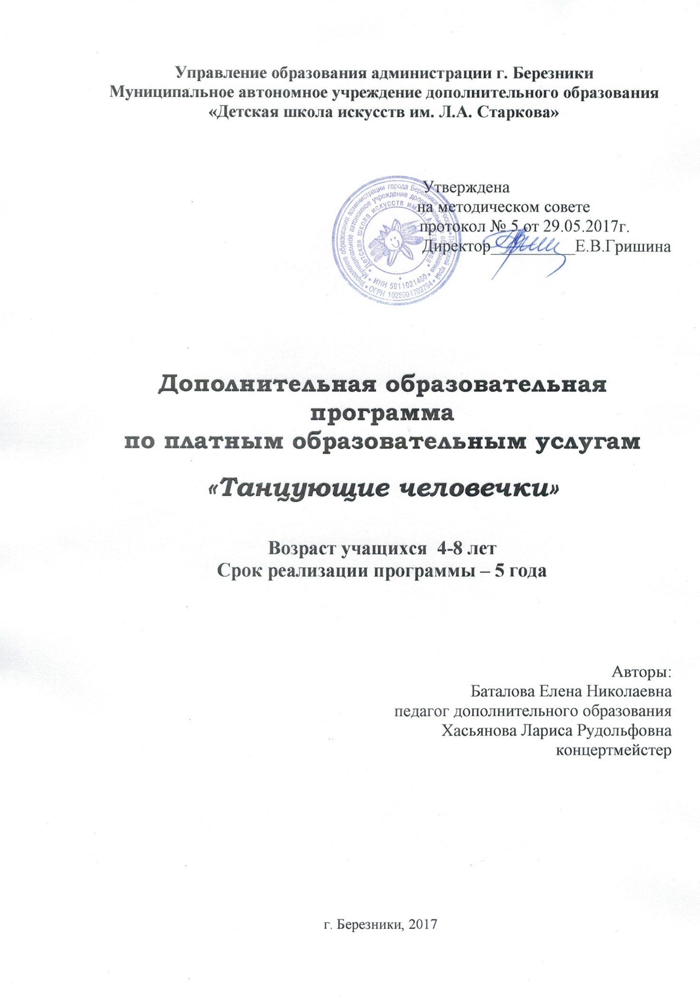 Управление образования администрации г. Березники
Муниципальное автономное учреждение дополнительного образования
«Детская школа искусств им. Л.А. Старкова»
Утверждена
на методическом совете
протокол № 5 от 29.05.2017г.
Директор__________Е.В.Гришина
Управление образования администрации города Березники • Россия • Пермский край • ОГРН 1025901703794 •
Муниципальное автономное учреждение дополнительного образования • ИНН 5911021460 •
"Детская школа искусств им. Л.А. Старкова"
Дополнительная образовательная
программа
по платным образовательным услугам
«Танцующие человечки»
Возраст учащихся  4-8 лет
Срок реализации программы – 5 года
Авторы:
Баталова Елена Николаевна
педагог дополнительного образования
Хасьянова Лариса Рудольфовна
концертмейстер
г. Березники, 2017